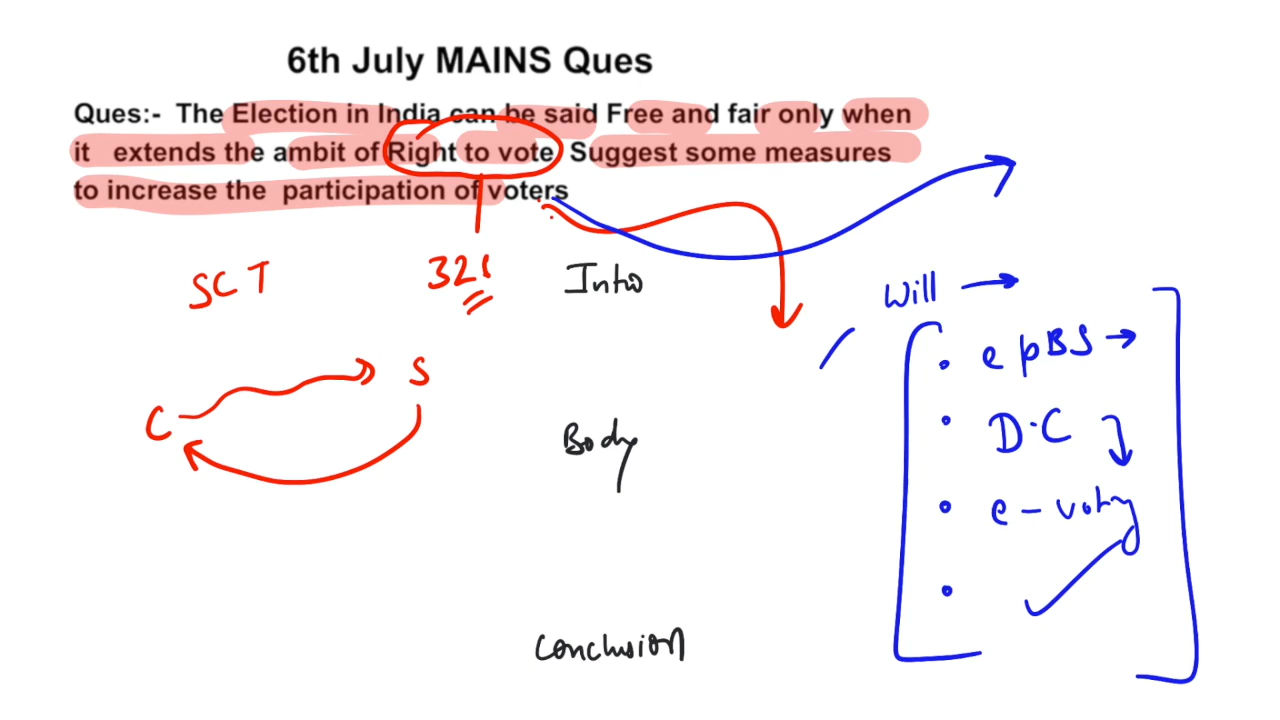 6th July MAINS Ques
Ques:- The Election in India can be said Free and fair only when
it extends the ambit of Right to vote. Suggest some measures
to increase the participation of voters
SCT
326
Intro
Will
e pBS
S
C
D.C
Body
e-voting
Conclusion